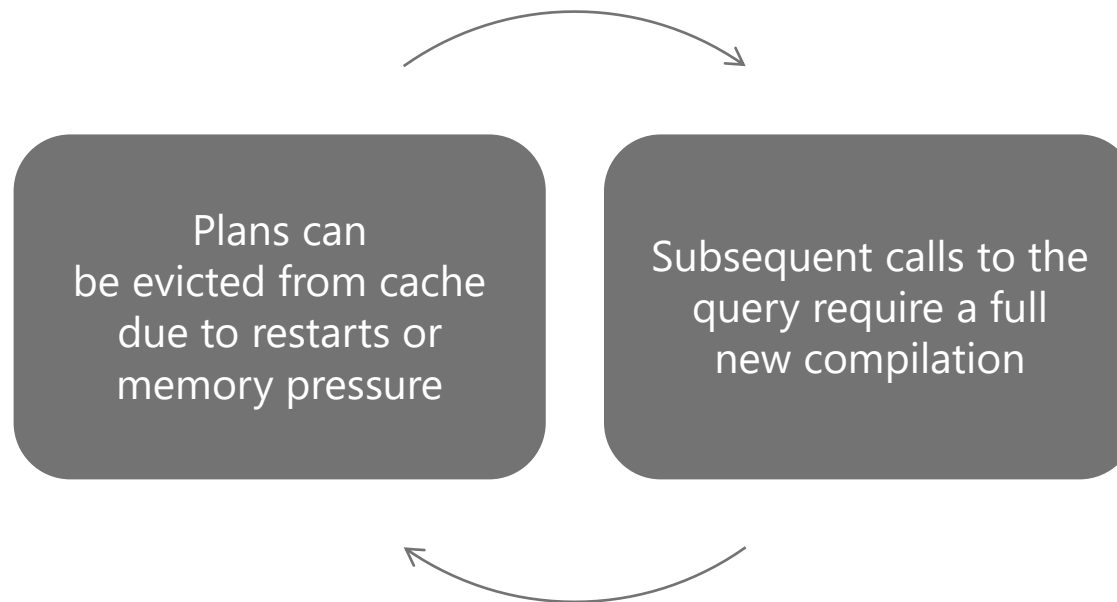 Plans can
be evicted from cache
due to restarts or
memory pressure
Subsequent calls to the
query require a full
new compilation